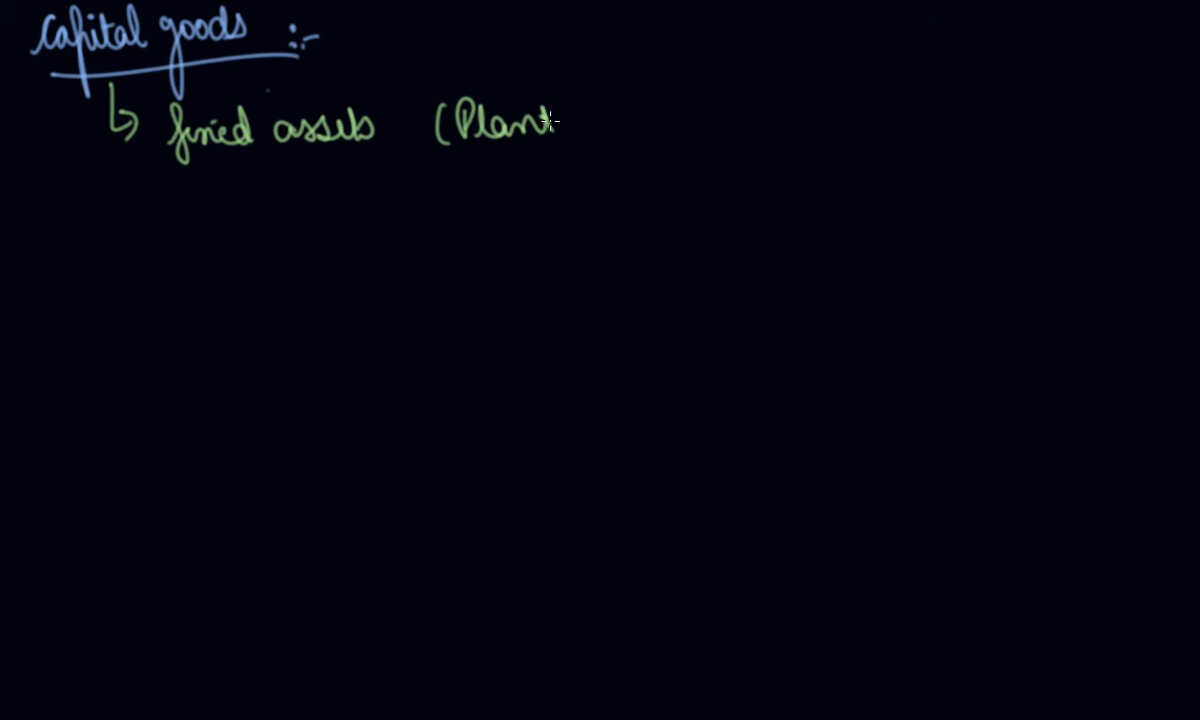 Capital goods :-
↳ fixed assets (Plant